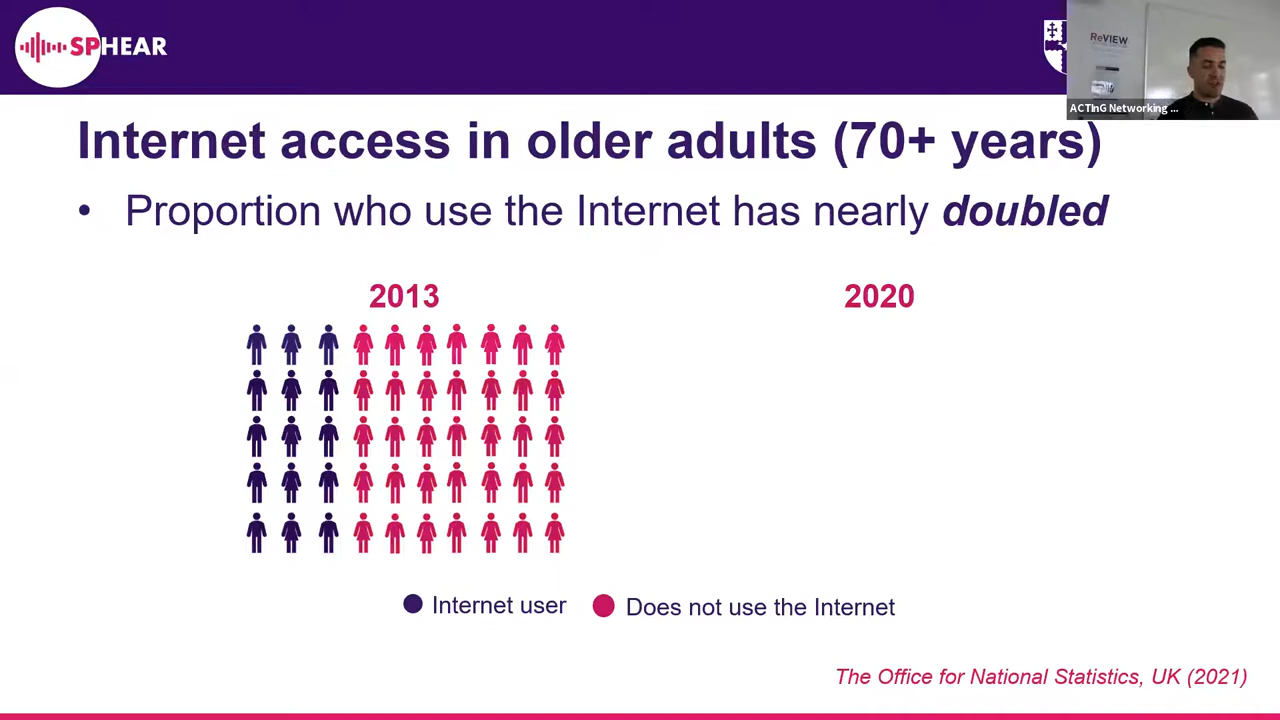 SPHEAR
ReVIEW
ACTInG Networking ...
Internet access in older adults (70+ years)
• Proportion who use the Internet has nearly doubled
2013
2020
Internet user
Does not use the Internet
The Office for National Statistics, UK (2021)